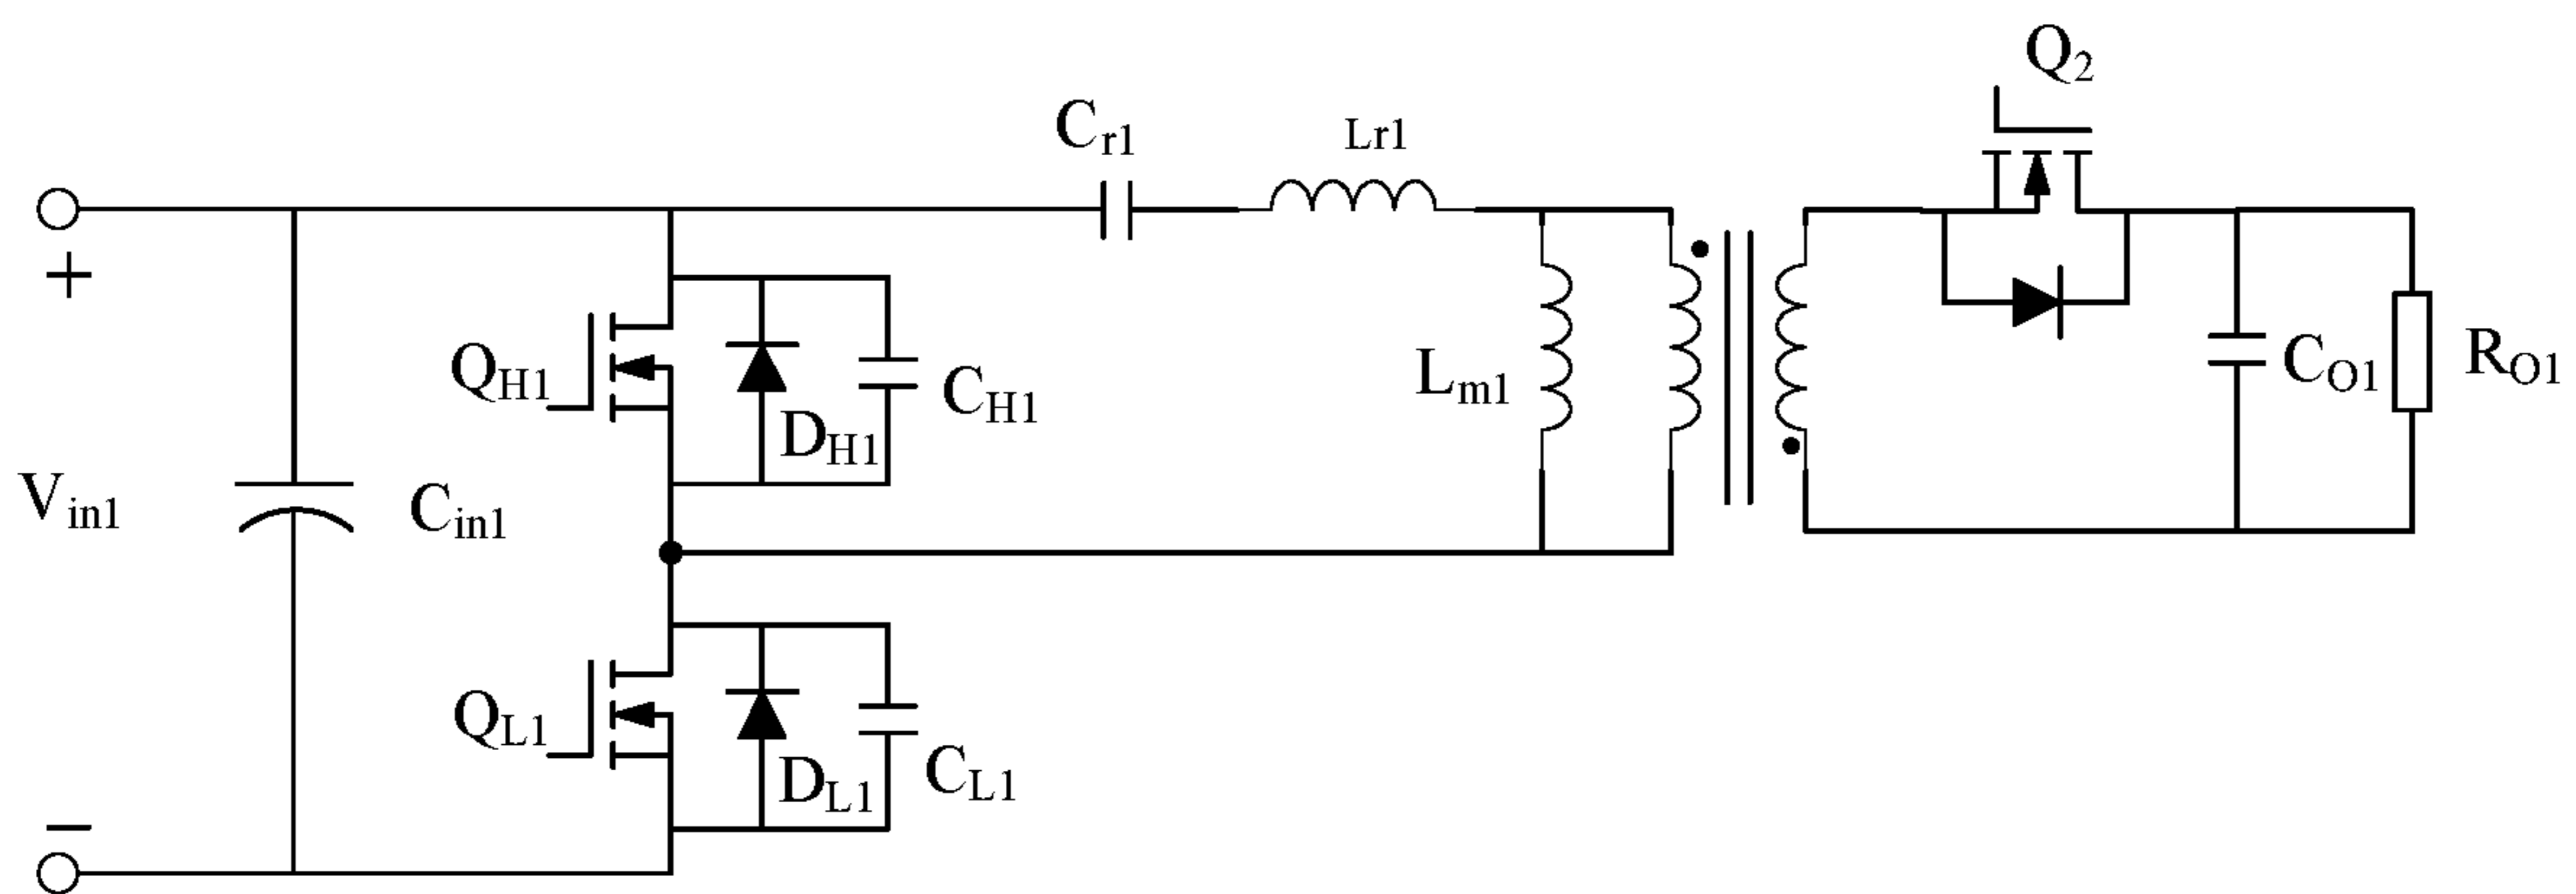 Q2
Cr1
Lr1
+
QH1
CH1
DH1
Lm1
CO1
RO1
Vin1
Cin1
QL1
DL1
CL1
−